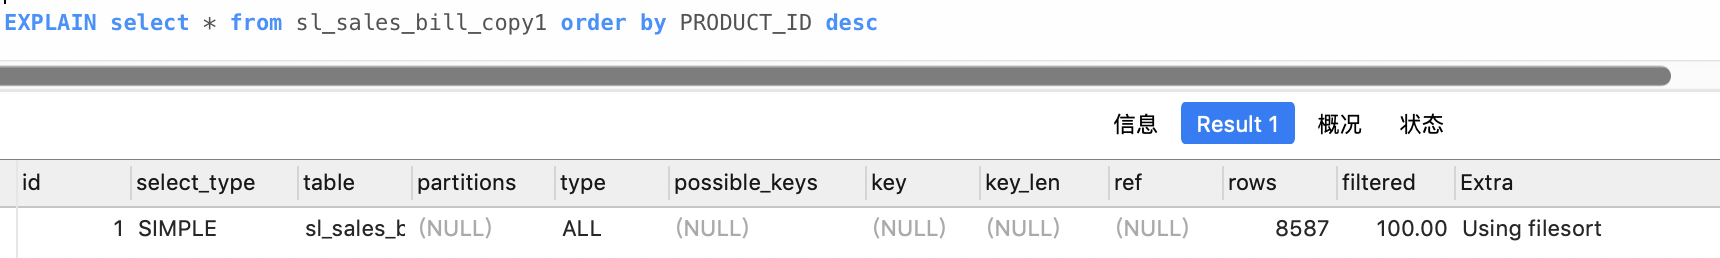 EXPLAIN select * from sl_sales_bill_copy1 order by PRODUCT_ID desc
信息 Result 1 概况 状态
id select_type table partitions type possible_keys key key_len ref rows filtered Extra
1 SIMPLE sl_sales_b (NULL) ALL (NULL) (NULL) (NULL) (NULL) 8587 100.00 Using filesort